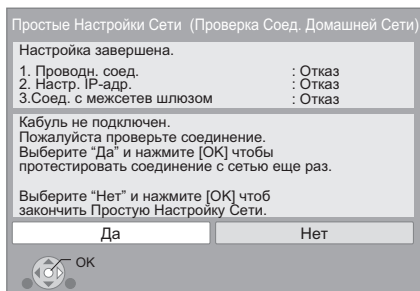 Простые Настройки Сети (Проверка Соед. Домашней Сети)
Настройка завершена.
1. Проводн. соед. : Отказ
2. Настр. IP-адр. : Отказ
3.Соед. с межсетев шлюзом : Отказ
Кабуль не подключен.
Пожалуйста проверьте соединение.
Выберите “Да” и нажмите [OK] чтобы
протестировать соединение с сетью еще раз.
Выберите “Нет” и нажмите [OK] чтоб
закончить Простую Настройку Сети.
Да Нет
OK